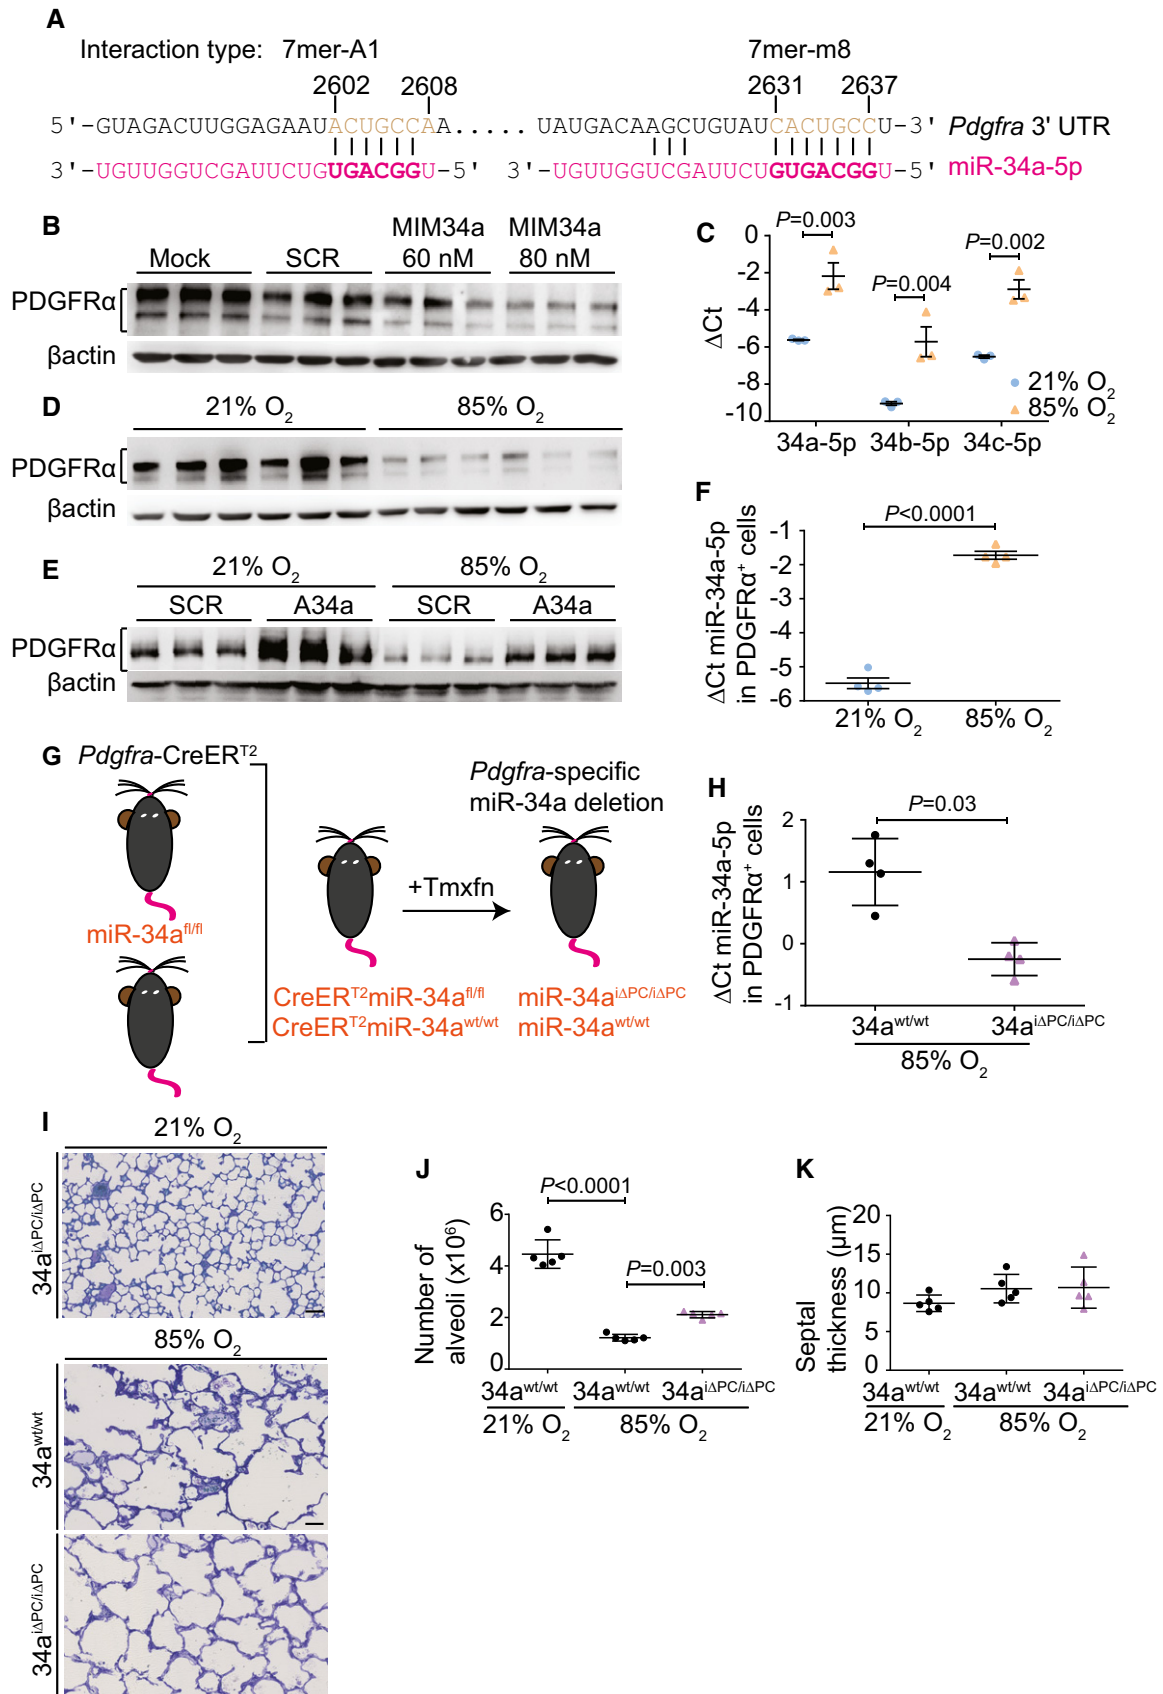 A
Interaction type: 7mer-A1 7mer-m8
2602 2608 2631 2637
5'-GUAGACUUGGAGAAUACUGCCAA..... UAUGACAAGCUGUAUCACUGCCU-3' Pdgfra 3' UTR
3'-UGUUGGUCGAUUCUGUGACGGU-5' 3'-UGUUGGUCGAUUCUGUGACGGU-5' miR-34a-5p
B
Mock SCR MIM34a 60 nM MIM34a 80 nM
PDGFRα
βactin
C
P=0.003
P=0.004
P=0.002
ΔCt
0
-2
-4
-6
-8
-10
21% O2
85% O2
34a-5p 34b-5p 34c-5p
D
21% O2 85% O2
PDGFRα
βactin
E
21% O2 85% O2
SCR A34a SCR A34a
PDGFRα
βactin
F
P<0.0001
ΔCt miR-34a-5p
in PDGFRα+ cells
-1
-2
-3
-4
-5
-6
21% O2 85% O2
G
Pdgfra-CreERT2
miR-34afl/fl
+Tmxfn
Pdgfra-specific
miR-34a deletion
CreERT2miR-34afl/fl
CreERT2miR-34awt/wt
miR-34aiΔPC/iΔPC
miR-34awt/wt
H
P=0.03
ΔCt miR-34a-5p
in PDGFRα+ cells
2
1
0
-1
34awt/wt 34aiΔPC/iΔPC
85% O2
I
21% O2
34aiΔPC/iΔPC
85% O2
34awt/wt
34aiΔPC/iΔPC
J
P<0.0001
P=0.003
Number of
alveoli (x10⁶)
6
4
2
0
34awt/wt 34awt/wt 34aiΔPC/iΔPC
21% O2 85% O2
K
Septal
thickness (μm)
20
15
10
5
0
34awt/wt 34awt/wt 34aiΔPC/iΔPC
21% O2 85% O2